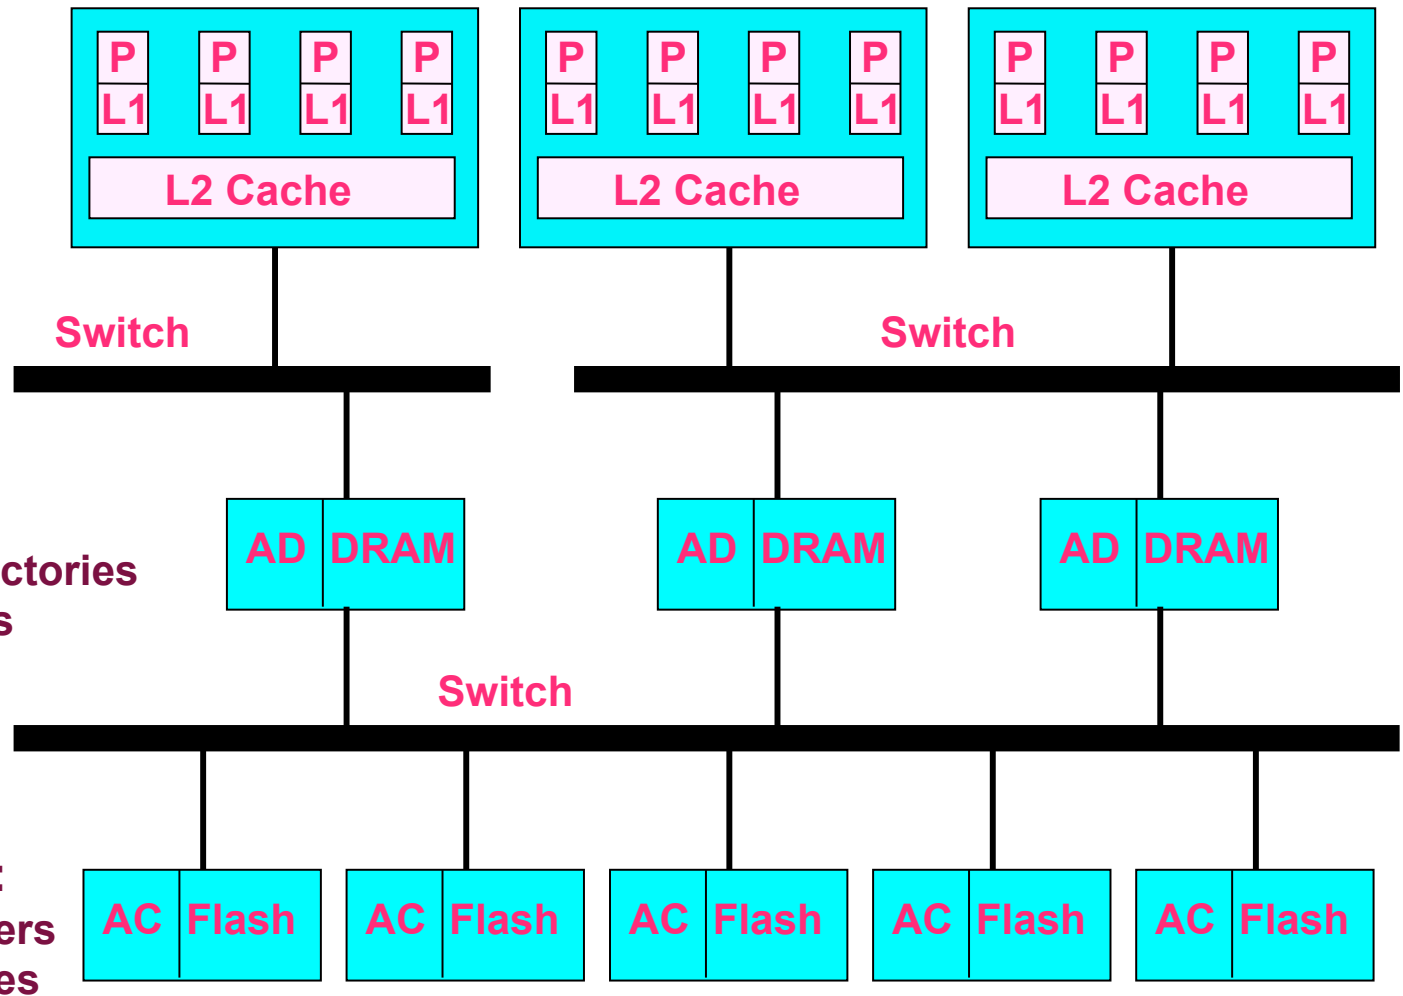 P P P P P P P P P P P P
L1 L1 L1 L1 L1 L1 L1 L1 L1 L1 L1 L1
L2 Cache L2 Cache L2 Cache
Switch Switch
AD DRAM AD DRAM AD DRAM
ctories
s
Switch
:
ers
AC Flash AC Flash AC Flash AC Flash AC Flash
es